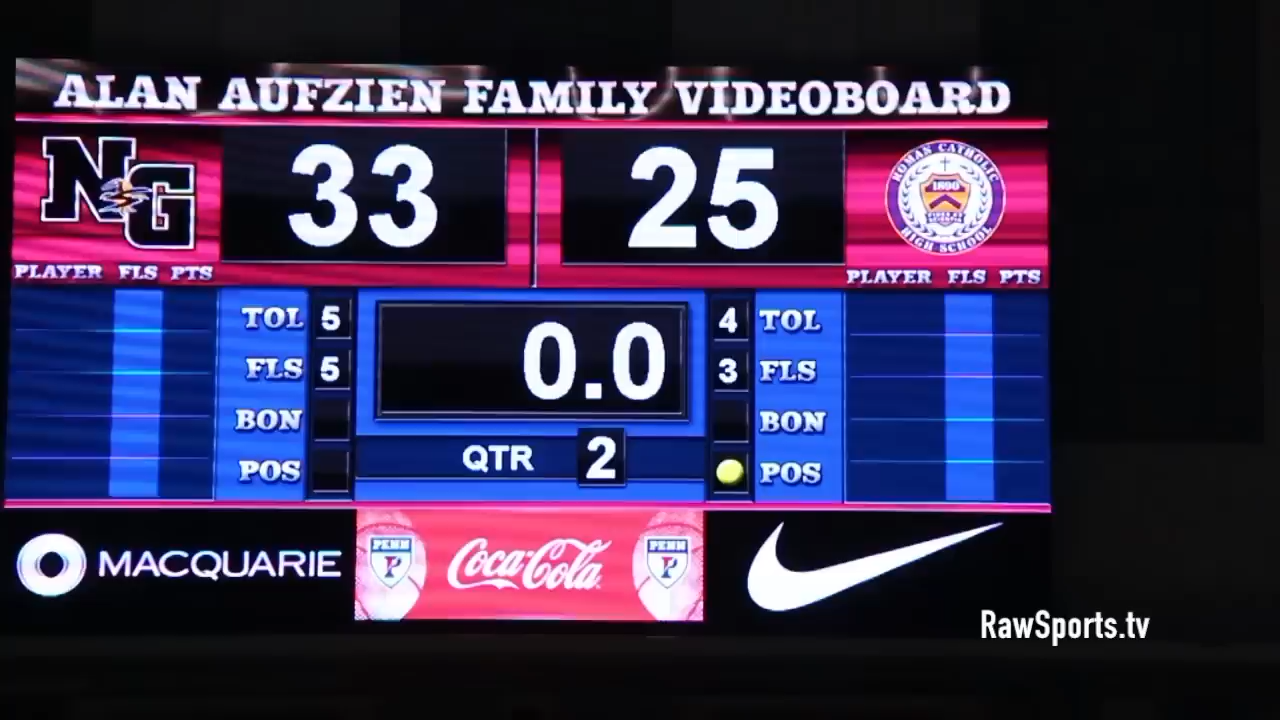 ALAN AUFZIEN FAMILY VIDEOBOARD
NG
33
25
ROMAN CATHOLIC
1890
HIGH SCHOOL
PLAYER FLS PTS
PLAYER FLS PTS
TOL 5
0.0
4 TOL
FLS 5
3 FLS
BON
BON
POS
QTR 2
POS
MACQUARIE
PENN
P
Coca-Cola
PENN
P
RawSports.tv